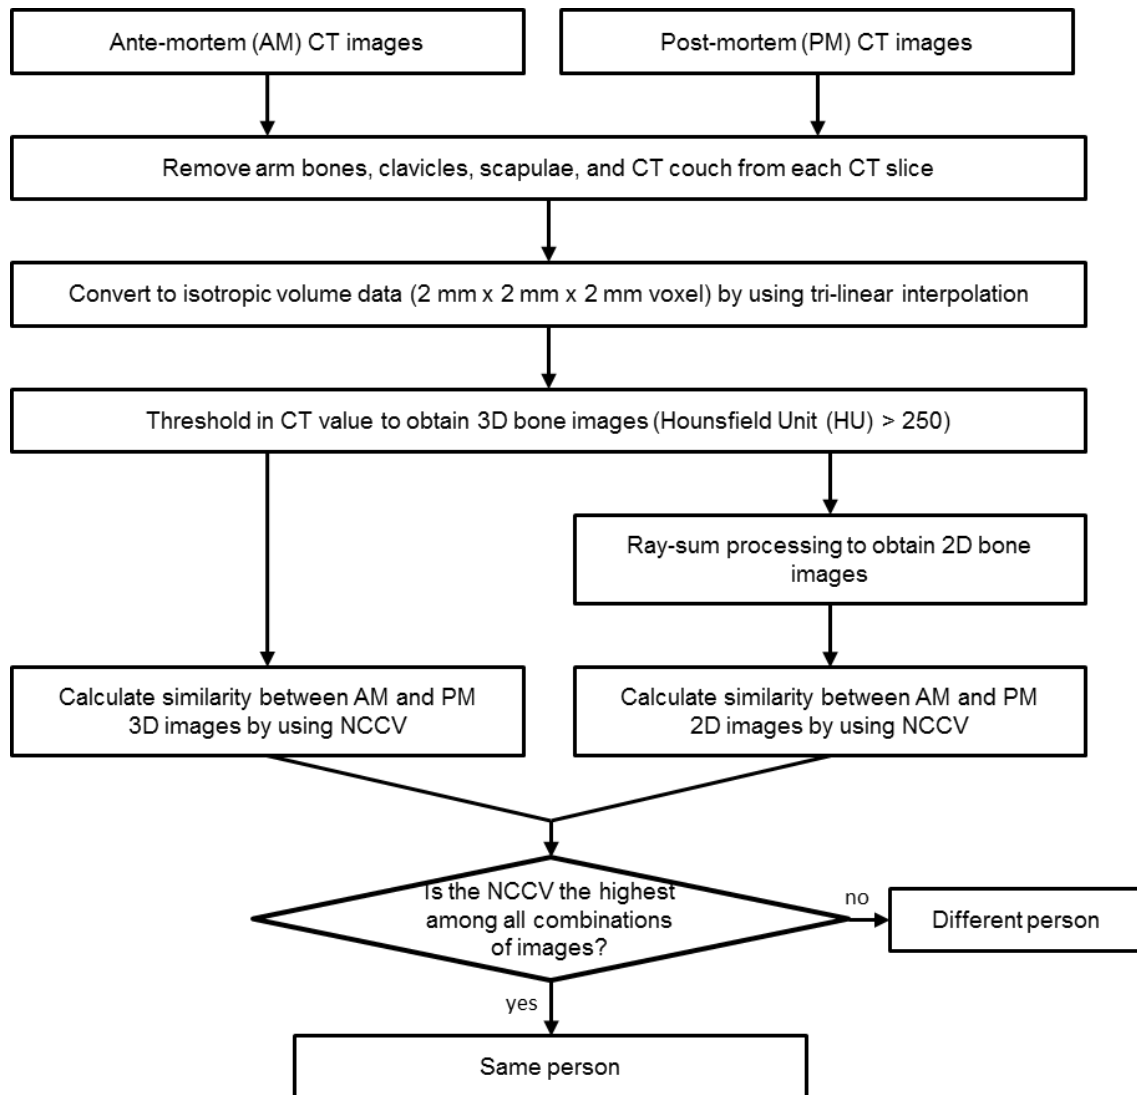 Ante-mortem (AM) CT images
Post-mortem (PM) CT images
Remove arm bones, clavicles, scapulae, and CT couch from each CT slice
Convert to isotropic volume data (2 mm x 2 mm x 2 mm voxel) by using tri-linear interpolation
Threshold in CT value to obtain 3D bone images (Hounsfield Unit (HU) > 250)
Ray-sum processing to obtain 2D bone
images
Calculate similarity between AM and PM
3D images by using NCCV
Calculate similarity between AM and PM
2D images by using NCCV
Is the NCCV the highest
among all combinations
of images?
no
Different person
yes
Same person